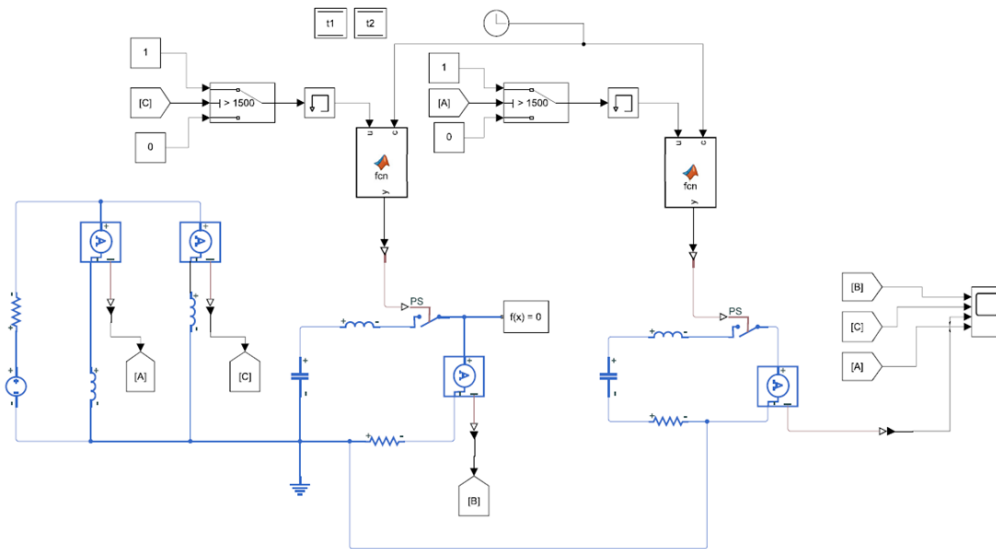 t1 t2
1
[C]
> 1500
0
1
[A]
> 1500
0
u c
fcn
y
u c
fcn
y
+ A
+ A
[A]
[C]
PS
f(x) = 0
PS
[B]
[C]
[A]
+ -
+ -
+ A
+ -
+ A
+ -
+ -
[B]